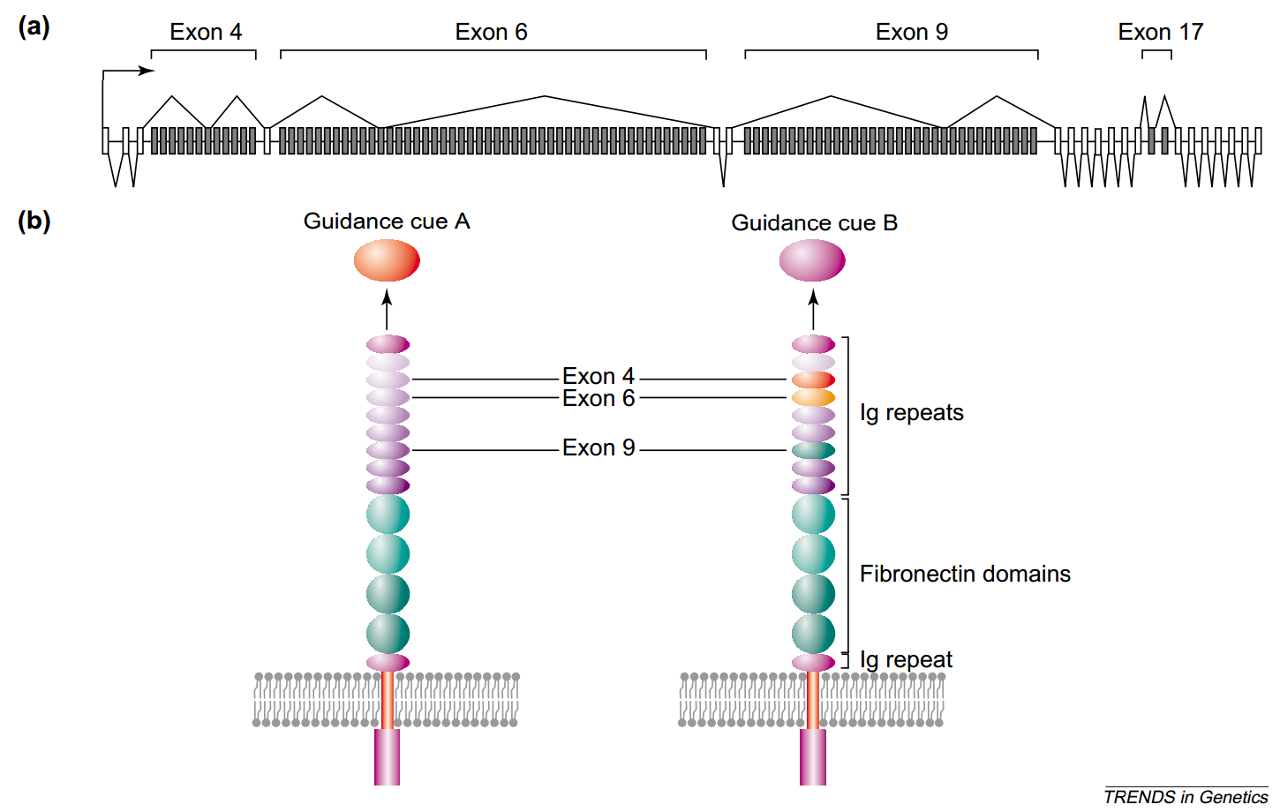 (a)
Exon 4
Exon 6
Exon 9
Exon 17
(b)
Guidance cue A
Guidance cue B
Exon 4
Exon 6
Ig repeats
Exon 9
Fibronectin domains
Ig repeat
TRENDS in Genetics